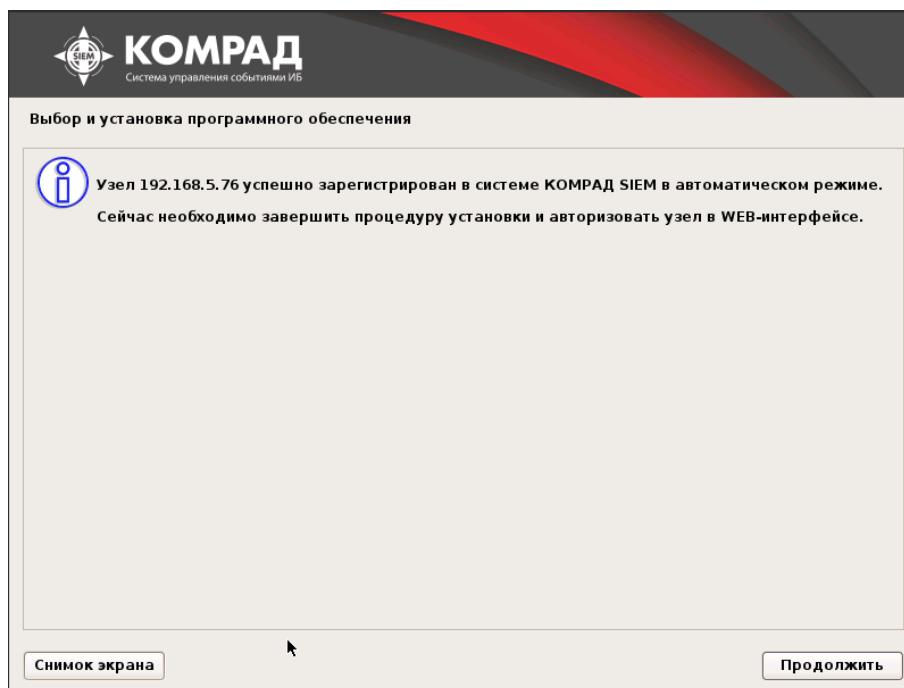 SIEM
КОМРАД
Система управления событиями ИБ
Выбор и установка программного обеспечения
Узел 192.168.5.76 успешно зарегистрирован в системе КОМРАД SIEM в автоматическом режиме.
Сейчас необходимо завершить процедуру установки и авторизовать узел в WEB-интерфейсе.
Снимок экрана
Продолжить